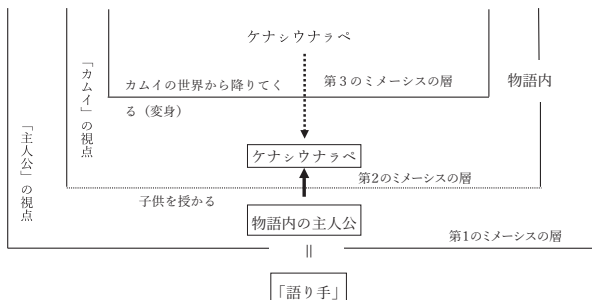 ケナㇱウナㇻペ
「カムイ」の視点
カムイの世界から降りてく
る（変身）
第３のミメーシスの層
物語内
「主人公」の視点
ケナㇱウナㇻペ
第2のミメーシスの層
子供を授かる
物語内の主人公
第1のミメーシスの層
＝
「語り手」